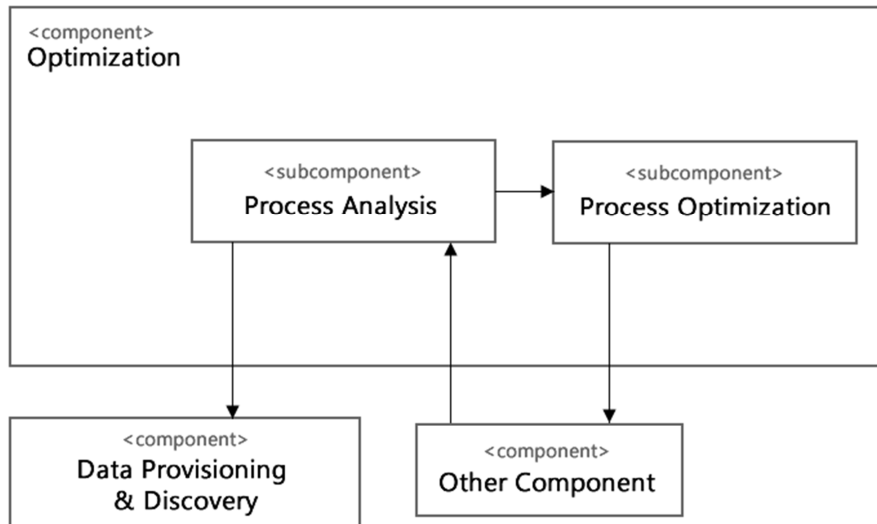 <component>
Optimization
<subcomponent>
Process Analysis
<subcomponent>
Process Optimization
<component>
Data Provisioning
& Discovery
<component>
Other Component